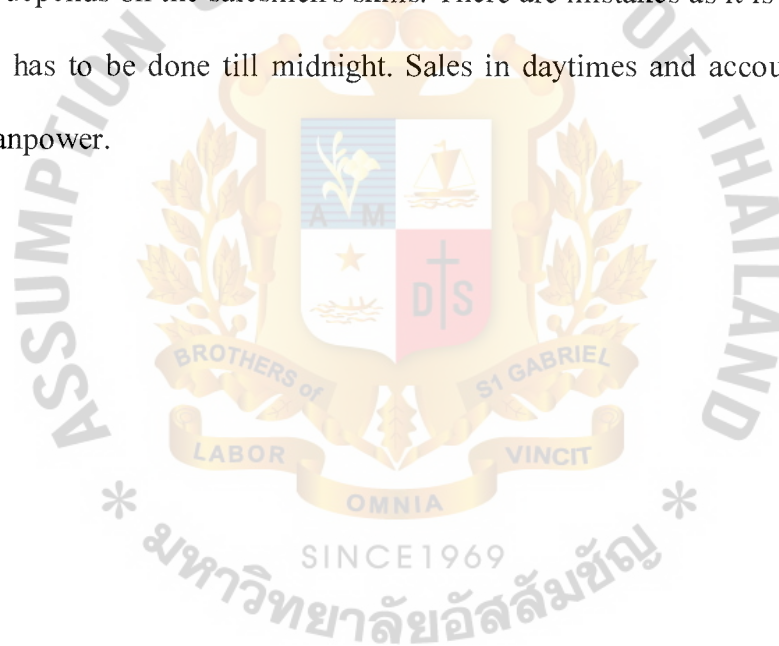 depends on the salesmen's skills. There are mistakes as it is
has to be done till midnight. Sales in daytimes and accou
anpower.
ASSUMPTION
OF
THAILAND
A M
D S
BROTHERS of
S1 GABRIEL
LABOR
VINCIT
OMNIA
SINCE1969
มหาวิทยาลัยอัสสัมชัญ